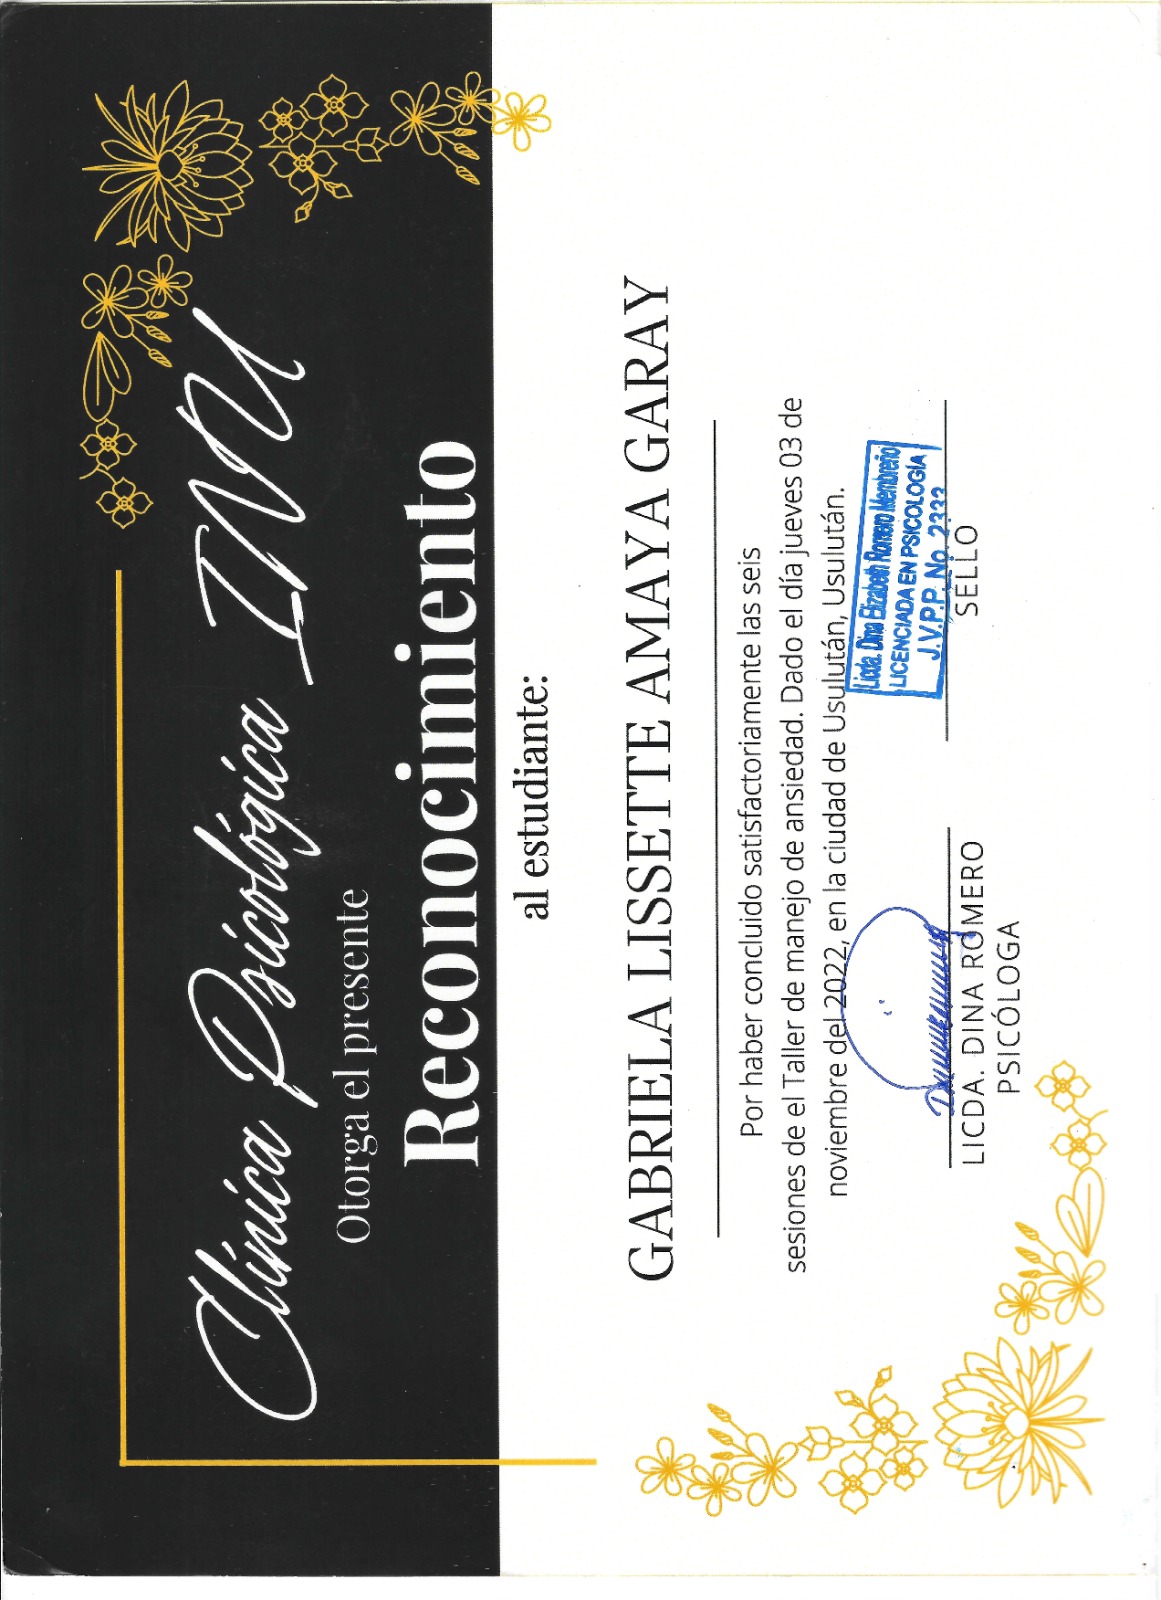 Clínica Psicológica INU
Otorga el presente
Reconocimiento
al estudiante:
GABRIELA LISSETTE AMAYA GARAY
Por haber concluido satisfactoriamente las seis
sesiones de el Taller de manejo de ansiedad. Dado el día jueves 03 de
noviembre del 2022, en la ciudad de Usulután, Usulután.
Licda. Dina Elizabeth Romero Membreño
LICENCIADA EN PSICOLOGÍA
J.V.P.P. No. 2333
LICDA. DINA ROMERO
PSICÓLOGA
SELLO